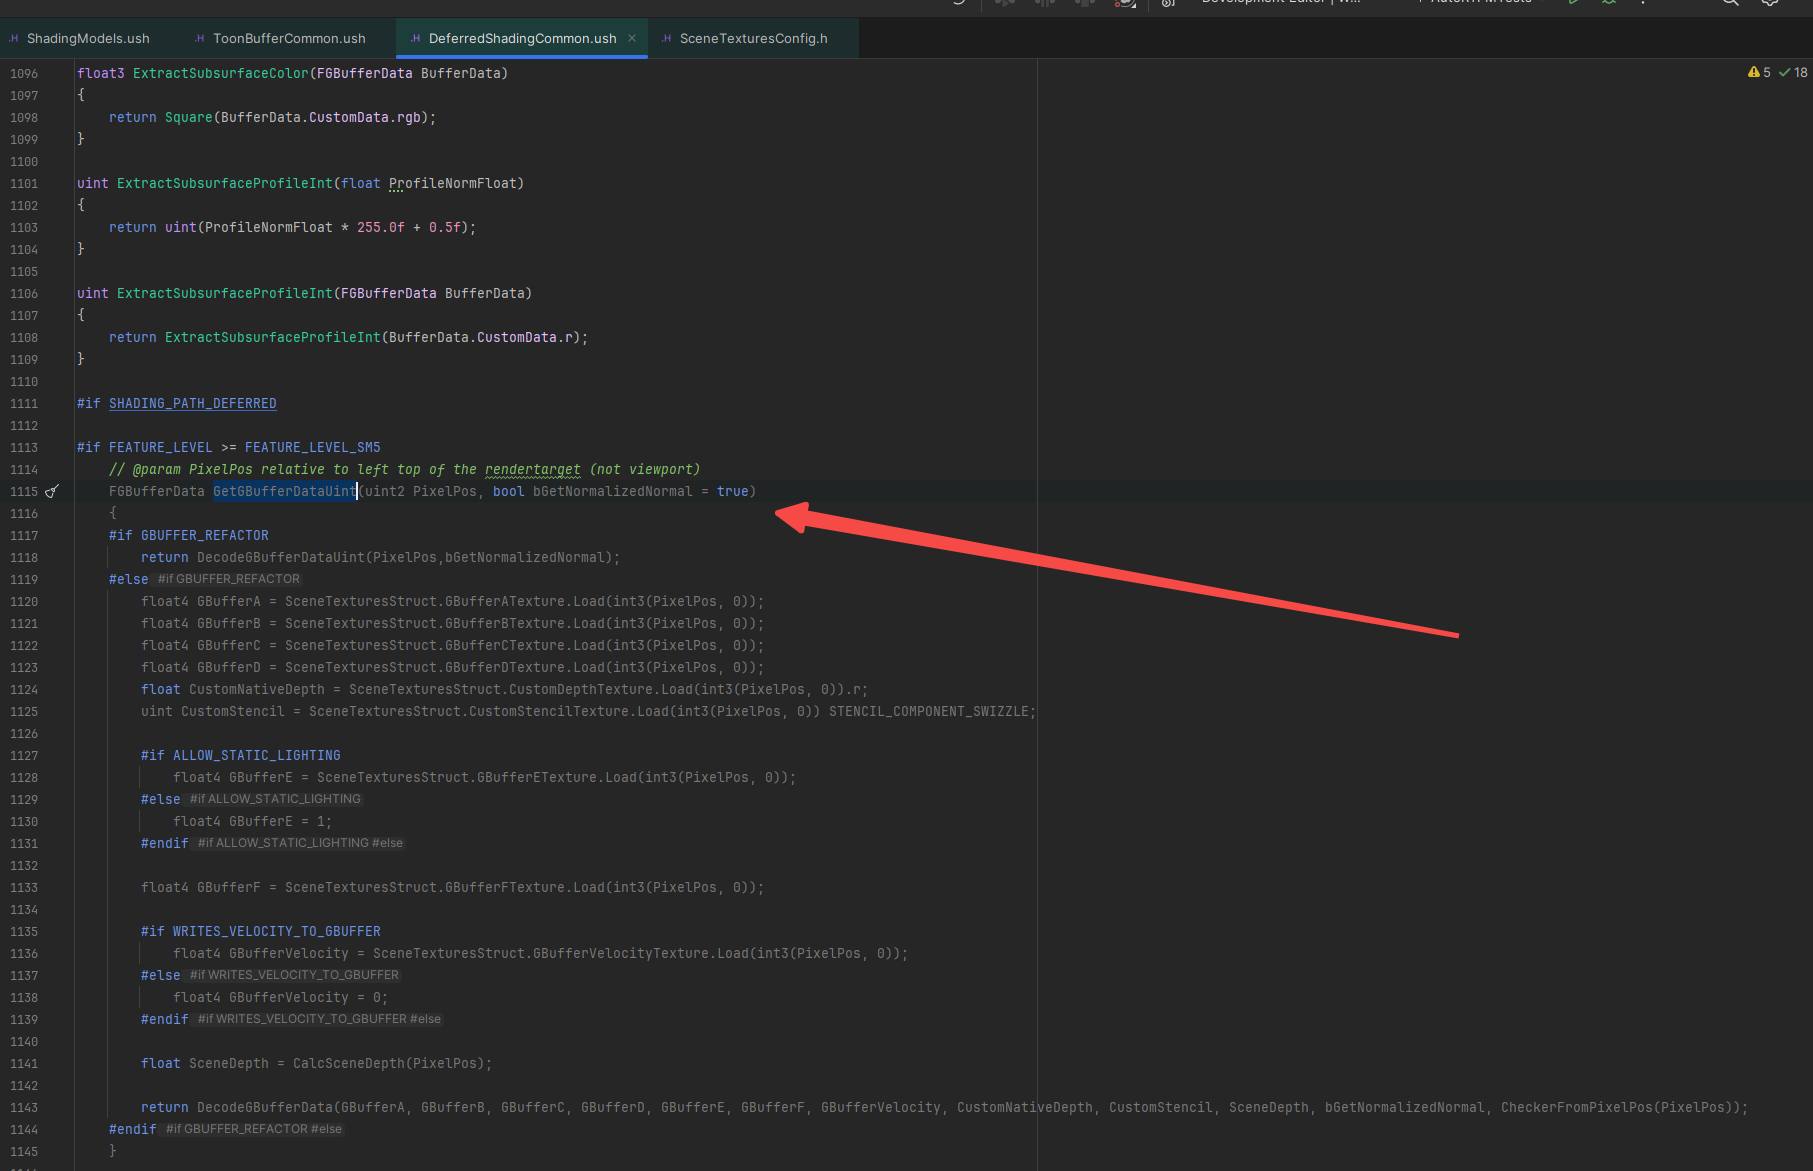 ShadingModels.ush ToonBufferCommon.ush DeferredShadingCommon.ush SceneTexturesConfig.h
5 18
1096 float3 ExtractSubsurfaceColor(FGBufferData BufferData)
1097 {
1098 return Square(BufferData.CustomData.rgb);
1099 }
1100
1101 uint ExtractSubsurfaceProfileInt(float ProfileNormFloat)
1102 {
1103 return uint(ProfileNormFloat * 255.0f + 0.5f);
1104 }
1105
1106 uint ExtractSubsurfaceProfileInt(FGBufferData BufferData)
1107 {
1108 return ExtractSubsurfaceProfileInt(BufferData.CustomData.r);
1109 }
1110
1111 #if SHADING_PATH_DEFERRED
1112
1113 #if FEATURE_LEVEL >= FEATURE_LEVEL_SM5
1114 // @param PixelPos relative to left top of the rendertarget (not viewport)
1115 FGBufferData GetGBufferDataUint(uint2 PixelPos, bool bGetNormalizedNormal = true)
1116 {
1117 #if GBUFFER_REFACTOR
1118 return DecodeGBufferDataUint(PixelPos,bGetNormalizedNormal);
1119 #else #if GBUFFER_REFACTOR
1120 float4 GBufferA = SceneTexturesStruct.GBufferATexture.Load(int3(PixelPos, 0));
1121 float4 GBufferB = SceneTexturesStruct.GBufferBTexture.Load(int3(PixelPos, 0));
1122 float4 GBufferC = SceneTexturesStruct.GBufferCTexture.Load(int3(PixelPos, 0));
1123 float4 GBufferD = SceneTexturesStruct.GBufferDTexture.Load(int3(PixelPos, 0));
1124 float CustomNativeDepth = SceneTexturesStruct.CustomDepthTexture.Load(int3(PixelPos, 0)).r;
1125 uint CustomStencil = SceneTexturesStruct.CustomStencilTexture.Load(int3(PixelPos, 0)) STENCIL_COMPONENT_SWIZZLE;
1126
1127 #if ALLOW_STATIC_LIGHTING
1128 float4 GBufferE = SceneTexturesStruct.GBufferETexture.Load(int3(PixelPos, 0));
1129 #else #if ALLOW_STATIC_LIGHTING
1130 float4 GBufferE = 1;
1131 #endif #if ALLOW_STATIC_LIGHTING #else
1132
1133 float4 GBufferF = SceneTexturesStruct.GBufferFTexture.Load(int3(PixelPos, 0));
1134
1135 #if WRITES_VELOCITY_TO_GBUFFER
1136 float4 GBufferVelocity = SceneTexturesStruct.GBufferVelocityTexture.Load(int3(PixelPos, 0));
1137 #else #if WRITES_VELOCITY_TO_GBUFFER
1138 float4 GBufferVelocity = 0;
1139 #endif #if WRITES_VELOCITY_TO_GBUFFER #else
1140
1141 float SceneDepth = CalcSceneDepth(PixelPos);
1142
1143 return DecodeGBufferData(GBufferA, GBufferB, GBufferC, GBufferD, GBufferE, GBufferF, GBufferVelocity, CustomNativeDepth, CustomStencil, SceneDepth, bGetNormalizedNormal, CheckerFromPixelPos(PixelPos));
1144 #endif #if GBUFFER_REFACTOR #else
1145 }